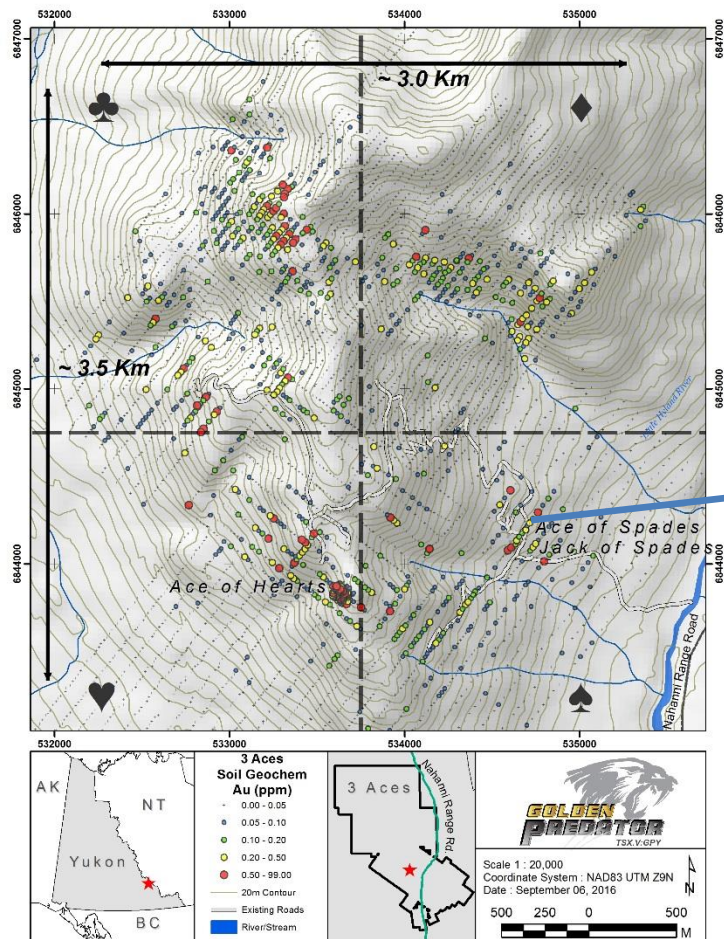 532000 533000 534000 535000
6847000 6847000
~ 3.0 Km
6846000 6846000
~ 3.5 Km
6845000 6845000
Little Hyland River
Ace of Spades
Jack of Spades
6844000 6844000
Ace of Hearts
Nahanni Range Road
532000 533000 534000 535000
AK
NT
Yukon
BC
3 Aces
Soil Geochem
Au (ppm)
0.00 - 0.05
0.05 - 0.10
0.10 - 0.20
0.20 - 0.50
0.50 - 99.00
20m Contour
Existing Roads
River/Stream
3 Aces
Nahanni Range Rd.
GOLDEN
PREDATOR
TSX.V:GPY
Scale 1 : 20,000
Coordinate System : NAD83 UTM Z9N
Date : September 06, 2016
N
500 250 0 500
M